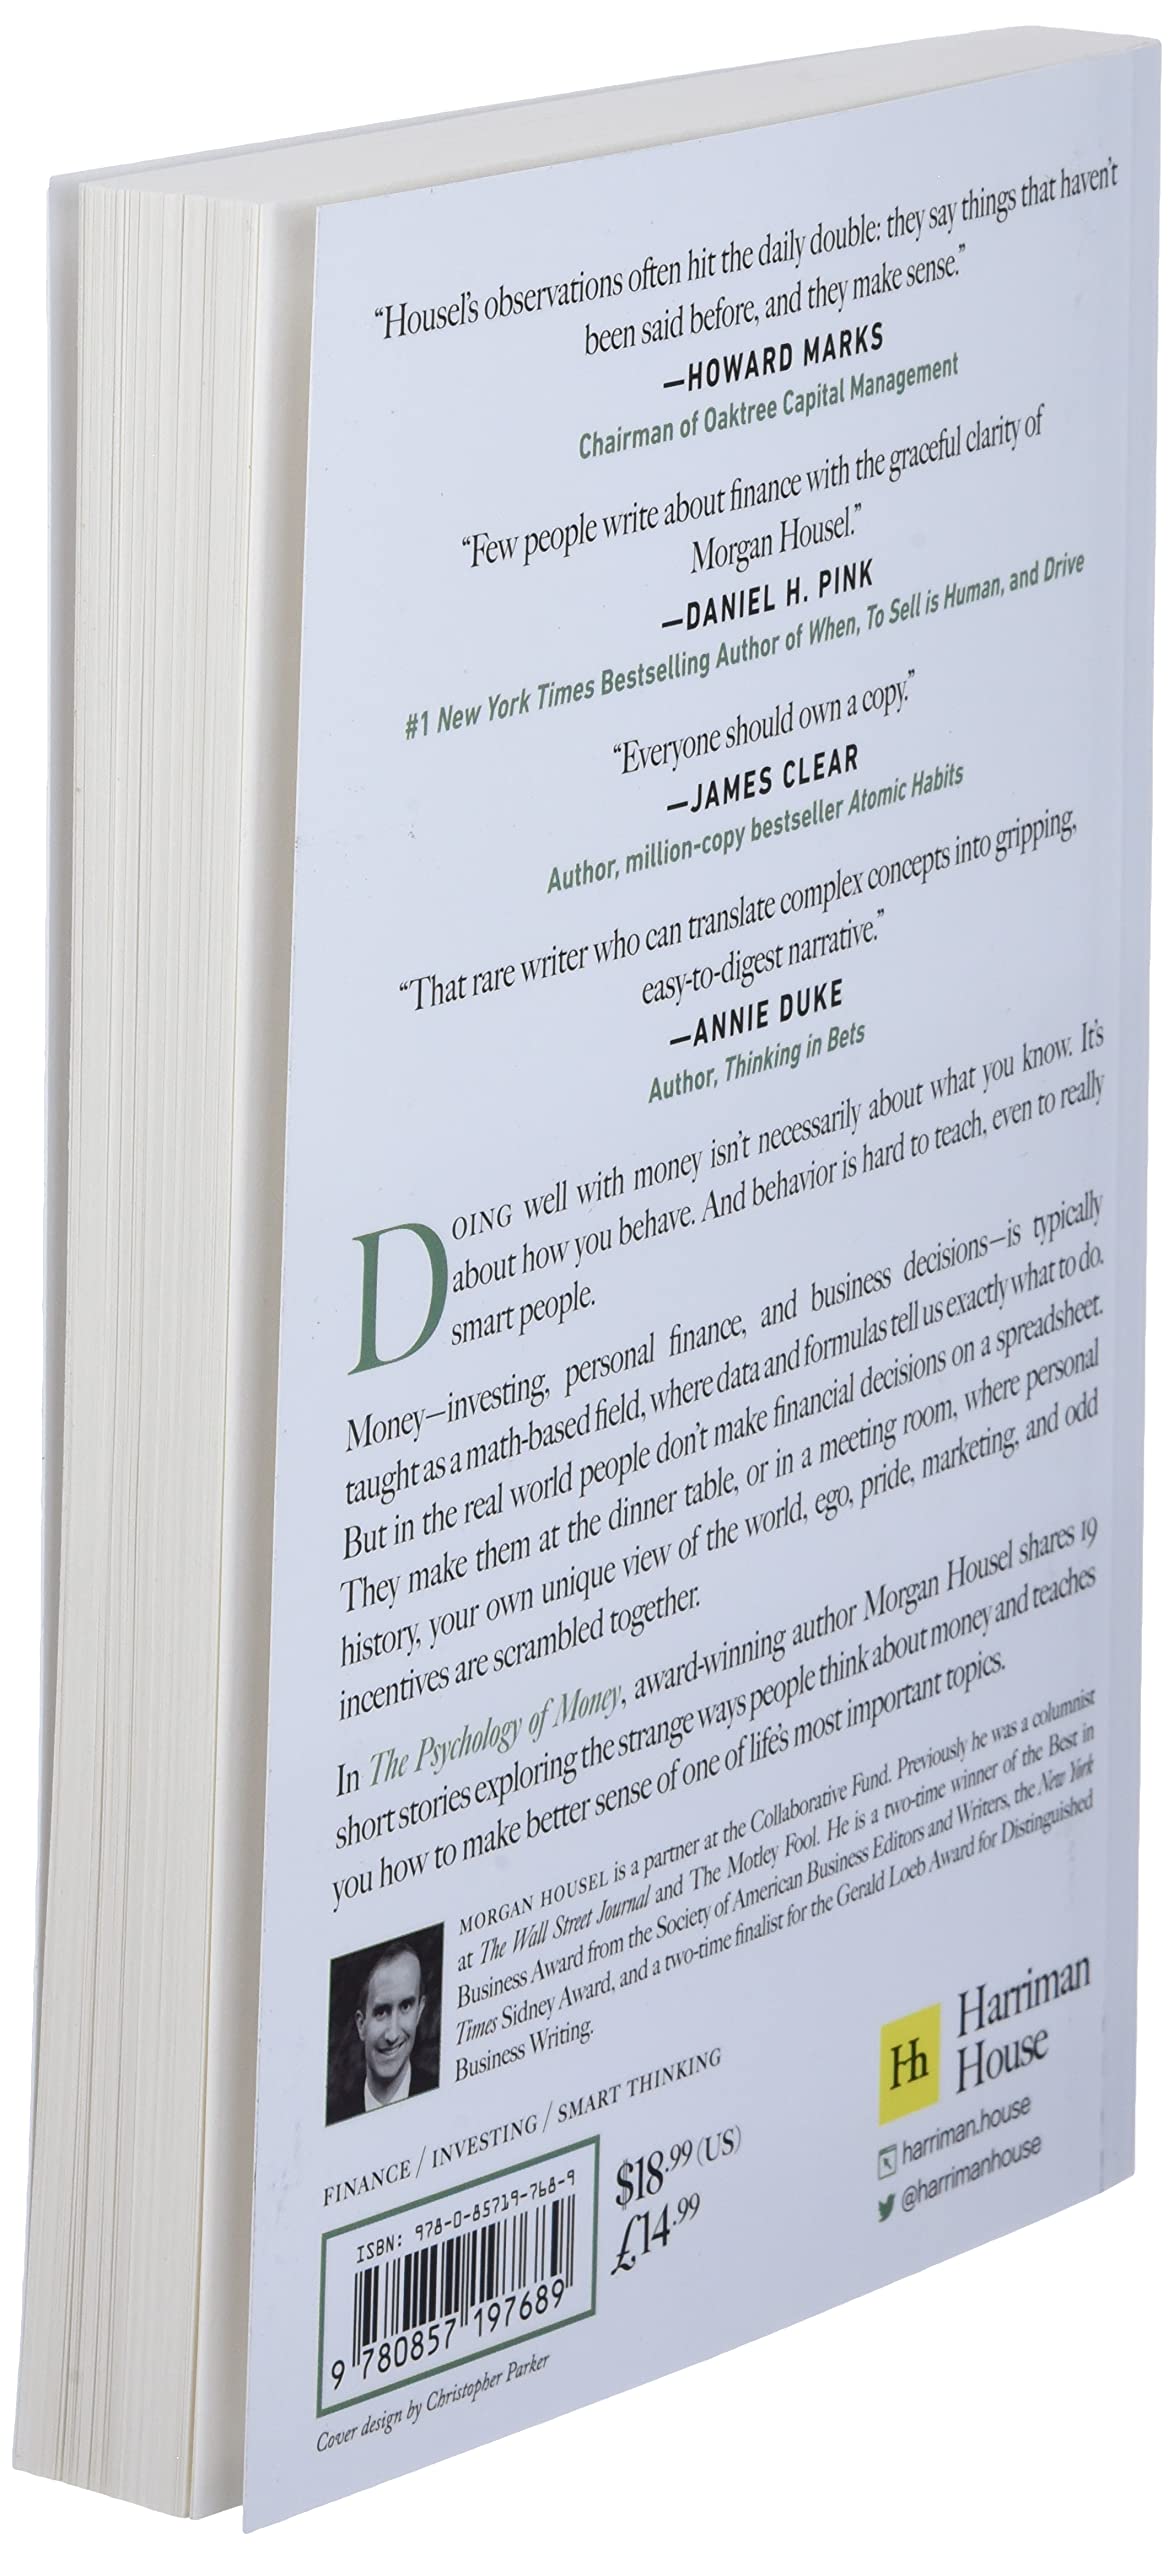 “Housel’s observations often hit the daily double: they say things that haven’t
been said before, and they make sense.”
—HOWARD MARKS
Chairman of Oaktree Capital Management
“Few people write about finance with the graceful clarity of
Morgan Housel.”
—DANIEL H. PINK
#1 New York Times Bestselling Author of When, To Sell is Human, and Drive
“Everyone should own a copy.”
—JAMES CLEAR
Author, million-copy bestseller Atomic Habits
“That rare writer who can translate complex concepts into gripping,
easy-to-digest narrative.”
—ANNIE DUKE
Author, Thinking in Bets
DOING well with money isn’t necessarily about what you know. It’s
about how you behave. And behavior is hard to teach, even to really
smart people.
Money—investing, personal finance, and business decisions—is typically
taught as a math-based field, where data and formulas tell us exactly what to do.
But in the real world people don’t make financial decisions on a spreadsheet.
They make them at the dinner table, or in a meeting room, where personal
history, your own unique view of the world, ego, pride, marketing, and odd
incentives are scrambled together.
In The Psychology of Money, award-winning author Morgan Housel shares 19
short stories exploring the strange ways people think about money and teaches
you how to make better sense of one of life’s most important topics.
MORGAN HOUSEL is a partner at the Collaborative Fund. Previously he was a columnist
at The Wall Street Journal and The Motley Fool. He is a two-time winner of the Best in
Business Award from the Society of American Business Editors and Writers, the New York
Times Sidney Award, and a two-time finalist for the Gerald Loeb Award for Distinguished
Business Writing.
FINANCE / INVESTING / SMART THINKING
ISBN: 978-0-85719-768-9
9 780857 197689
$18.99 (US)
£14.99
Hh
Harriman
House
harriman.house
@harrimanhouse
Cover design by Christopher Parker